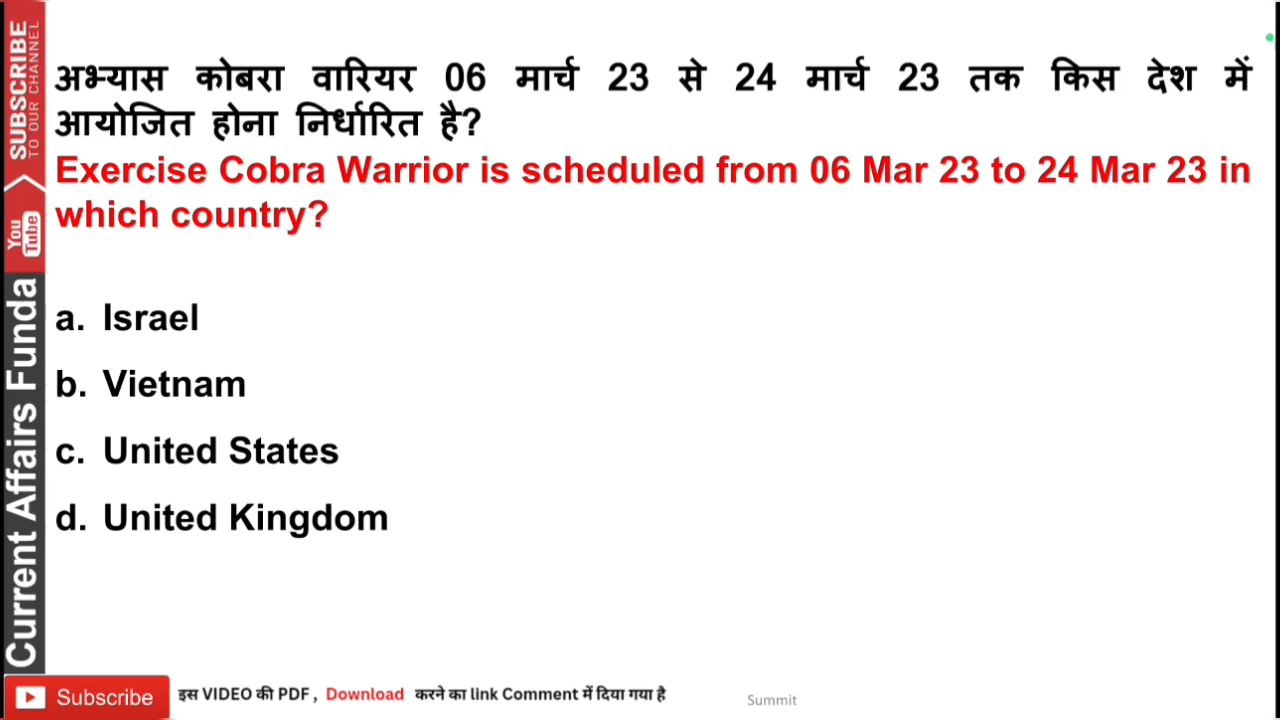 अभ्यास कोबरा वारियर 06 मार्च 23 से 24 मार्च 23 तक किस देश में
आयोजित होना निर्धारित है?
Exercise Cobra Warrior is scheduled from 06 Mar 23 to 24 Mar 23 in
which country?
a. Israel
b. Vietnam
c. United States
d. United Kingdom
SUBSCRIBE
TO OUR CHANNEL
You
Tube
Current Affairs Funda
Subscribe इस VIDEO की PDF , Download करने का link Comment में दिया गया है
Summit